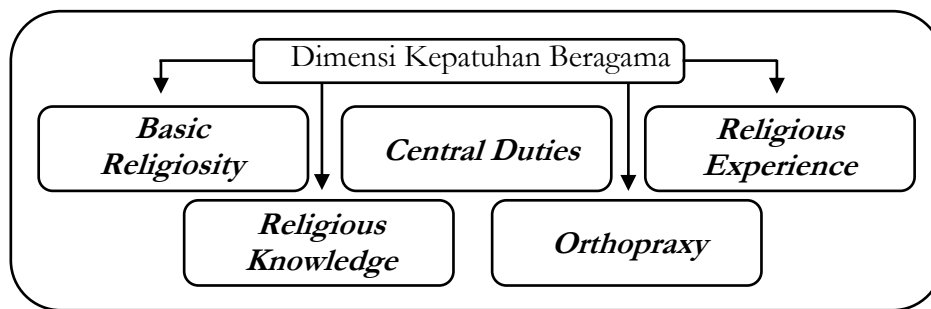 Dimensi Kepatuhan Beragama
Basic
Religiosity
Central Duties
Religious
Experience
Religious
Knowledge
Orthopraxy